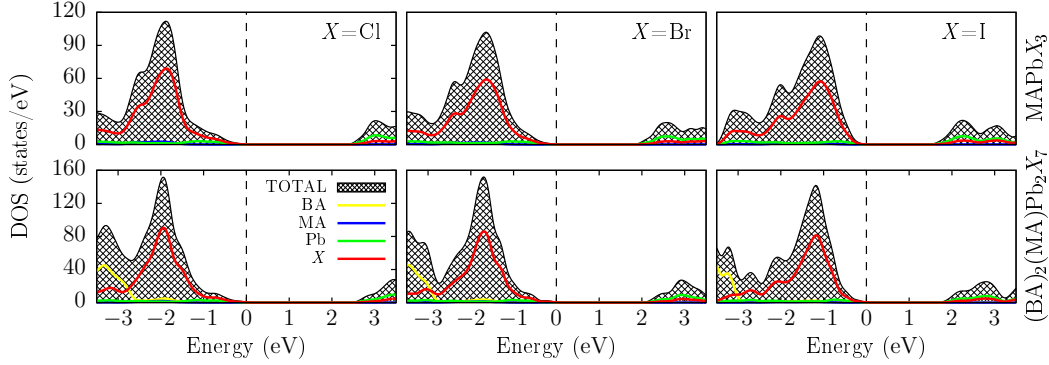 120
90
60
30
0
X=Cl
X=Br
X=I
MAPbX₃
DOS (states/eV)
160
120
80
40
0
TOTAL
BA
MA
Pb
X
(BA)₂(MA)Pb₂X₇
−3 −2 −1 0 1 2 3
−3 −2 −1 0 1 2 3
−3 −2 −1 0 1 2 3
Energy (eV)
Energy (eV)
Energy (eV)